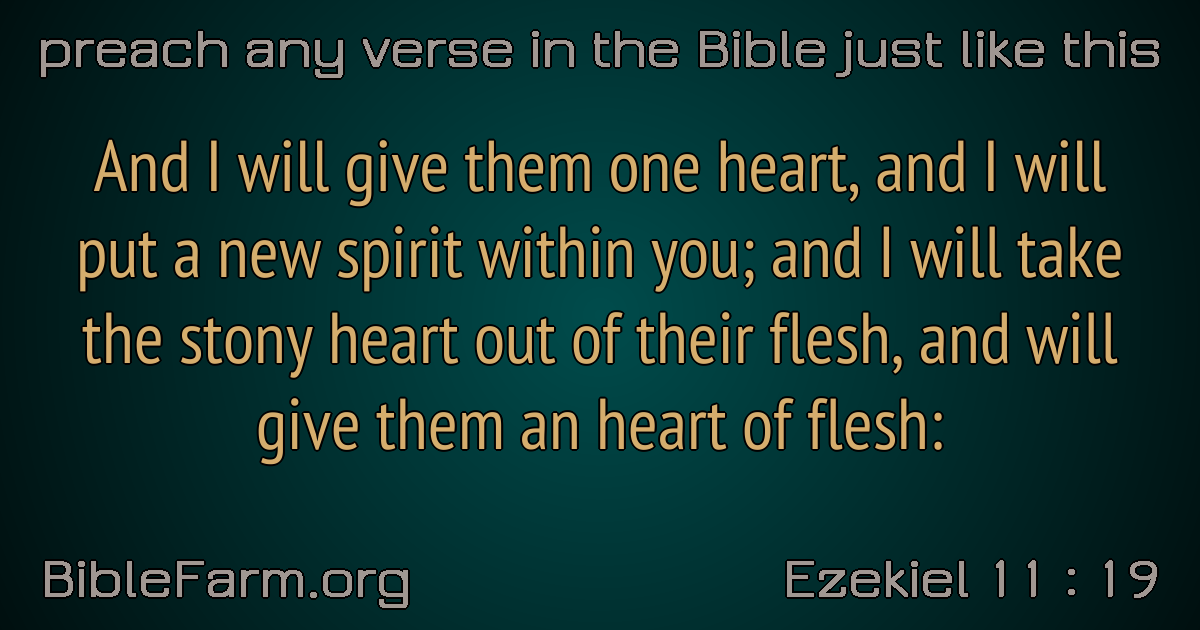 preach any verse in the Bible just like this
And I will give them one heart, and I will
put a new spirit within you; and I will take
the stony heart out of their flesh, and will
give them an heart of flesh:
BibleFarm.org
Ezekiel 11 : 19